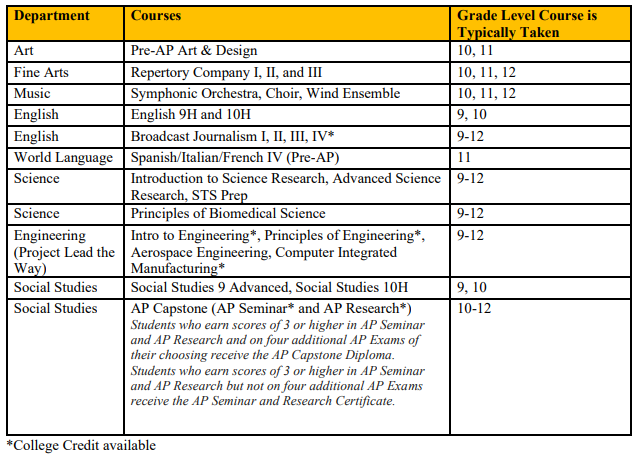 Department Courses Grade Level Course is
Typically Taken
Art Pre-AP Art & Design 10, 11
Fine Arts Repertory Company I, II, and III 10, 11, 12
Music Symphonic Orchestra, Choir, Wind Ensemble 10, 11, 12
English English 9H and 10H 9, 10
English Broadcast Journalism I, II, III, IV* 9-12
World Language Spanish/Italian/French IV (Pre-AP) 11
Science Introduction to Science Research, Advanced Science 9-12
Research, STS Prep
Science Principles of Biomedical Science 9-12
Engineering Intro to Engineering*, Principles of Engineering*, 9-12
(Project Lead the Aerospace Engineering, Computer Integrated
Way) Manufacturing*
Social Studies Social Studies 9 Advanced, Social Studies 10H 9, 10
Social Studies AP Capstone (AP Seminar* and AP Research*) 10-12
Students who earn scores of 3 or higher in AP Seminar
and AP Research and on four additional AP Exams of
their choosing receive the AP Capstone Diploma.
Students who earn scores of 3 or higher in AP Seminar
and AP Research but not on four additional AP Exams
receive the AP Seminar and Research Certificate.
*College Credit available